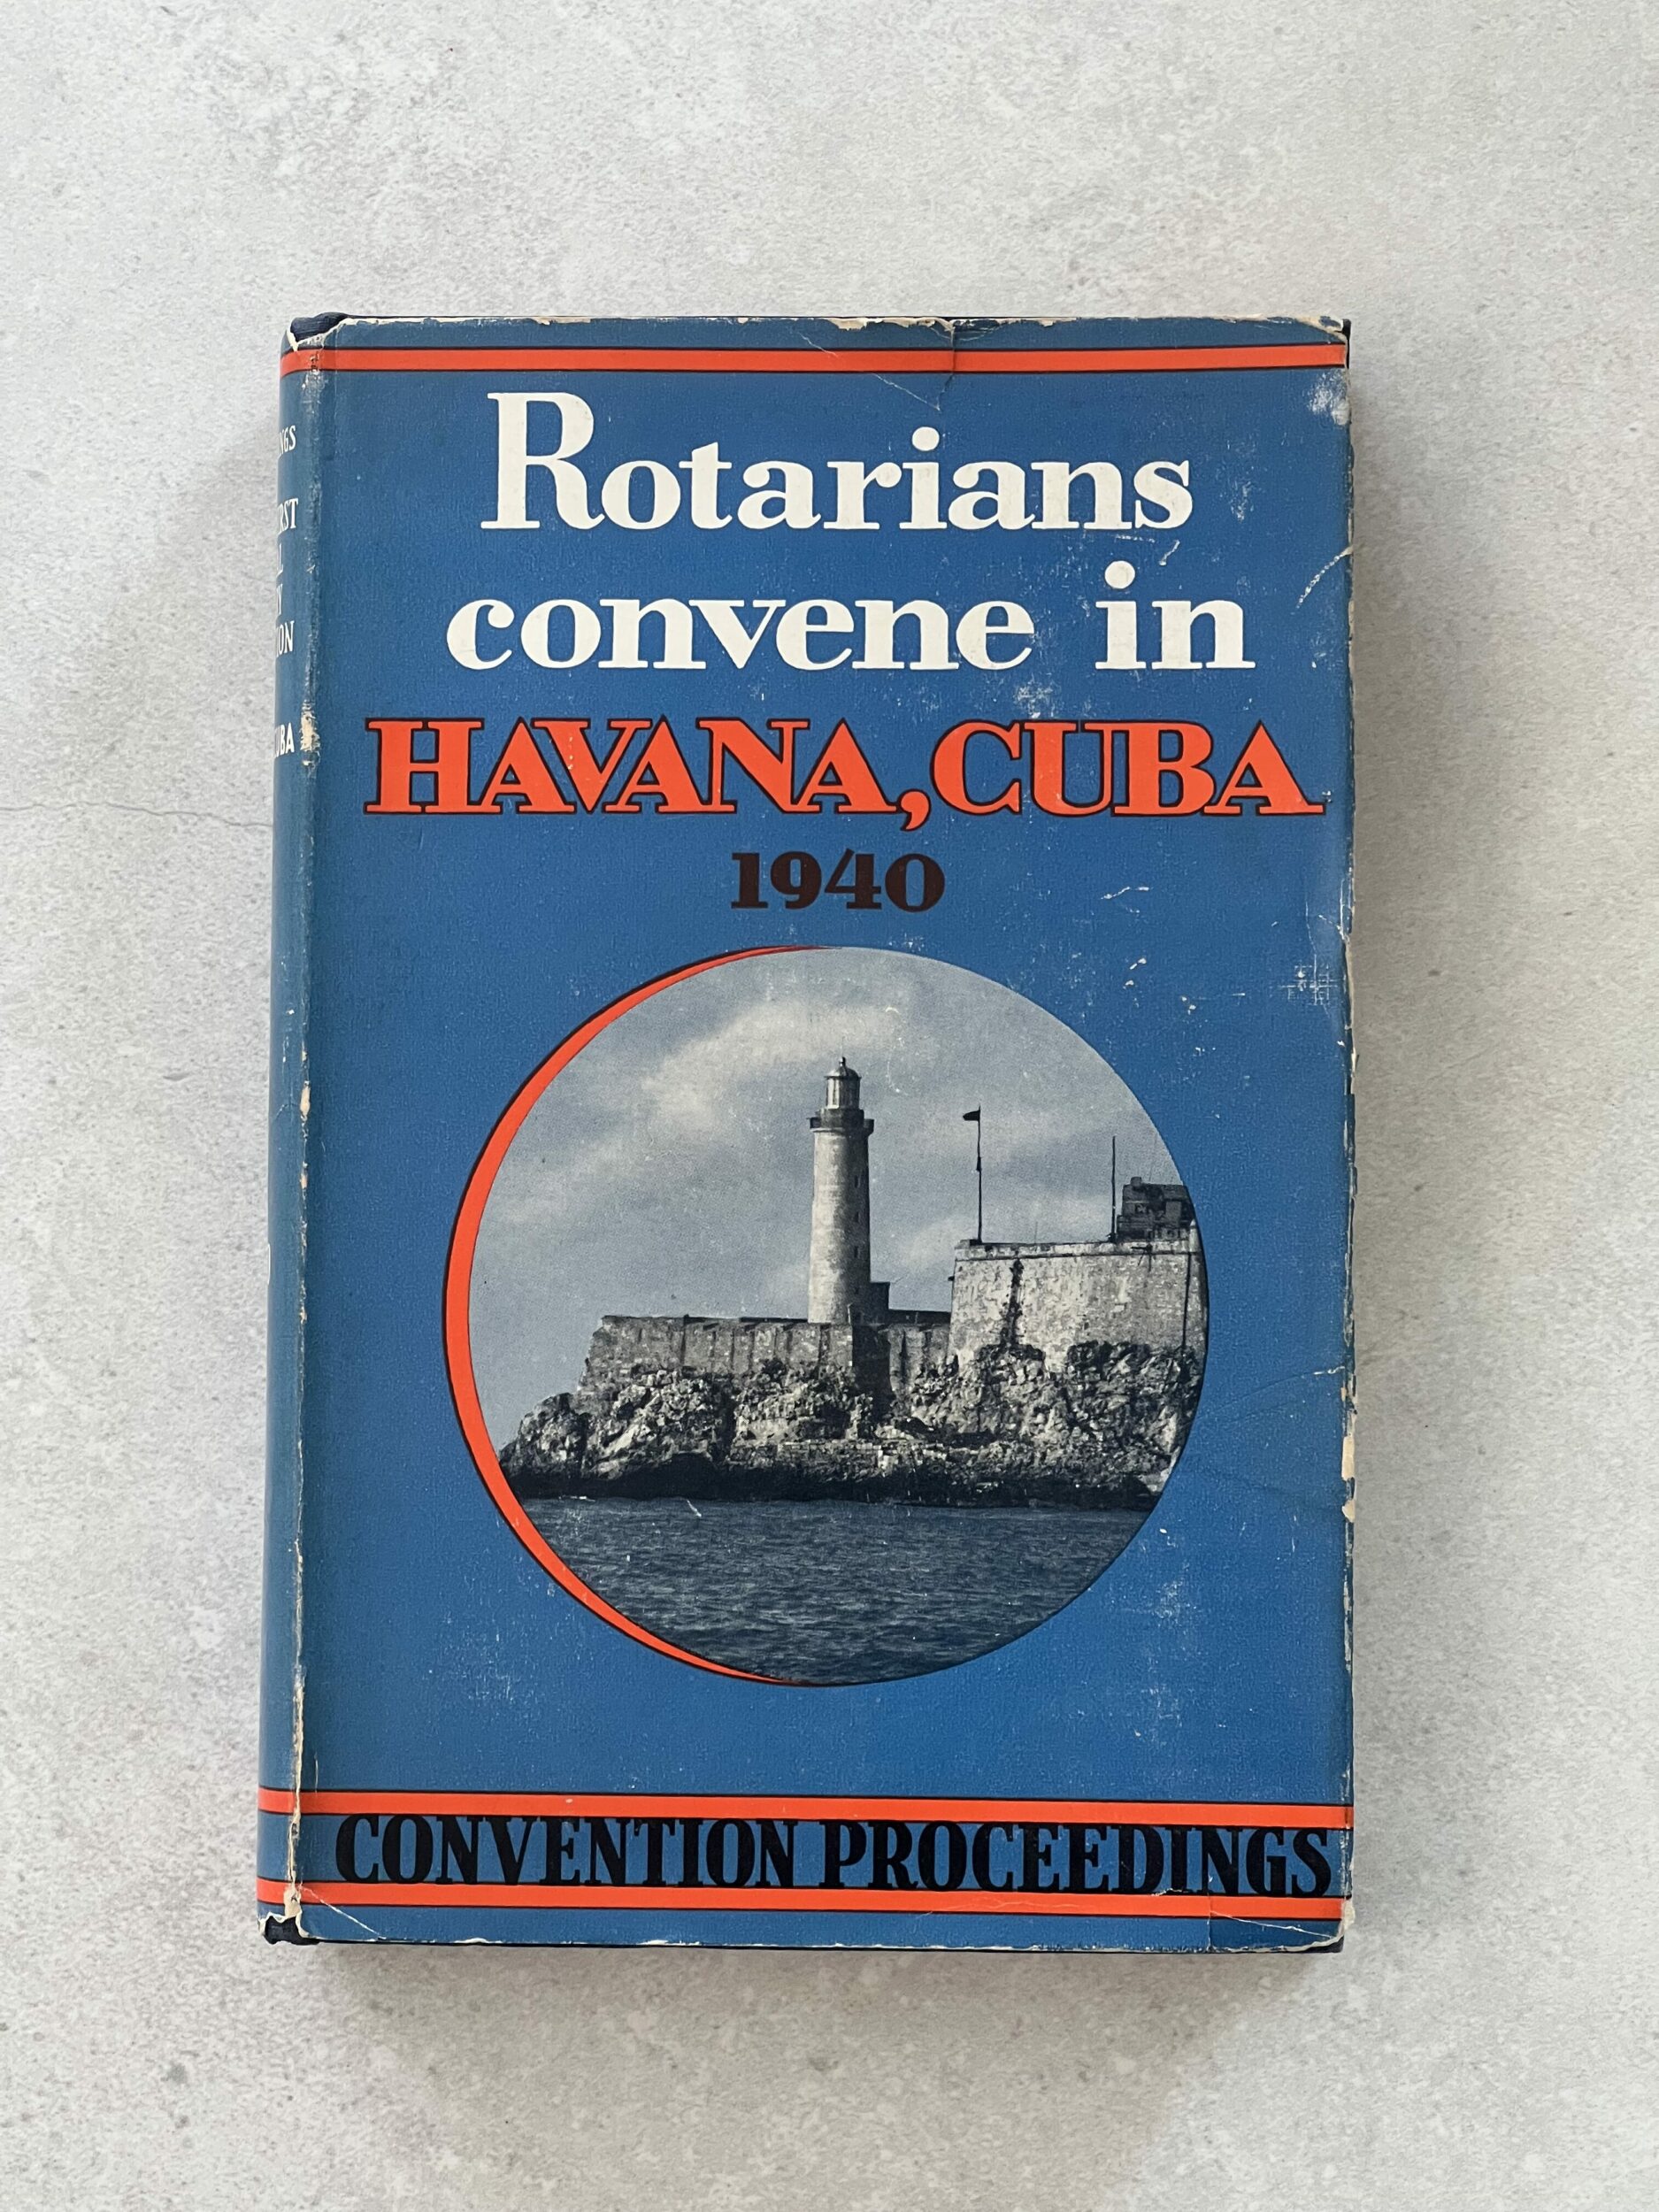 Rotarians
convene in
HAVANA, CUBA
1940
CONVENTION PROCEEDINGS